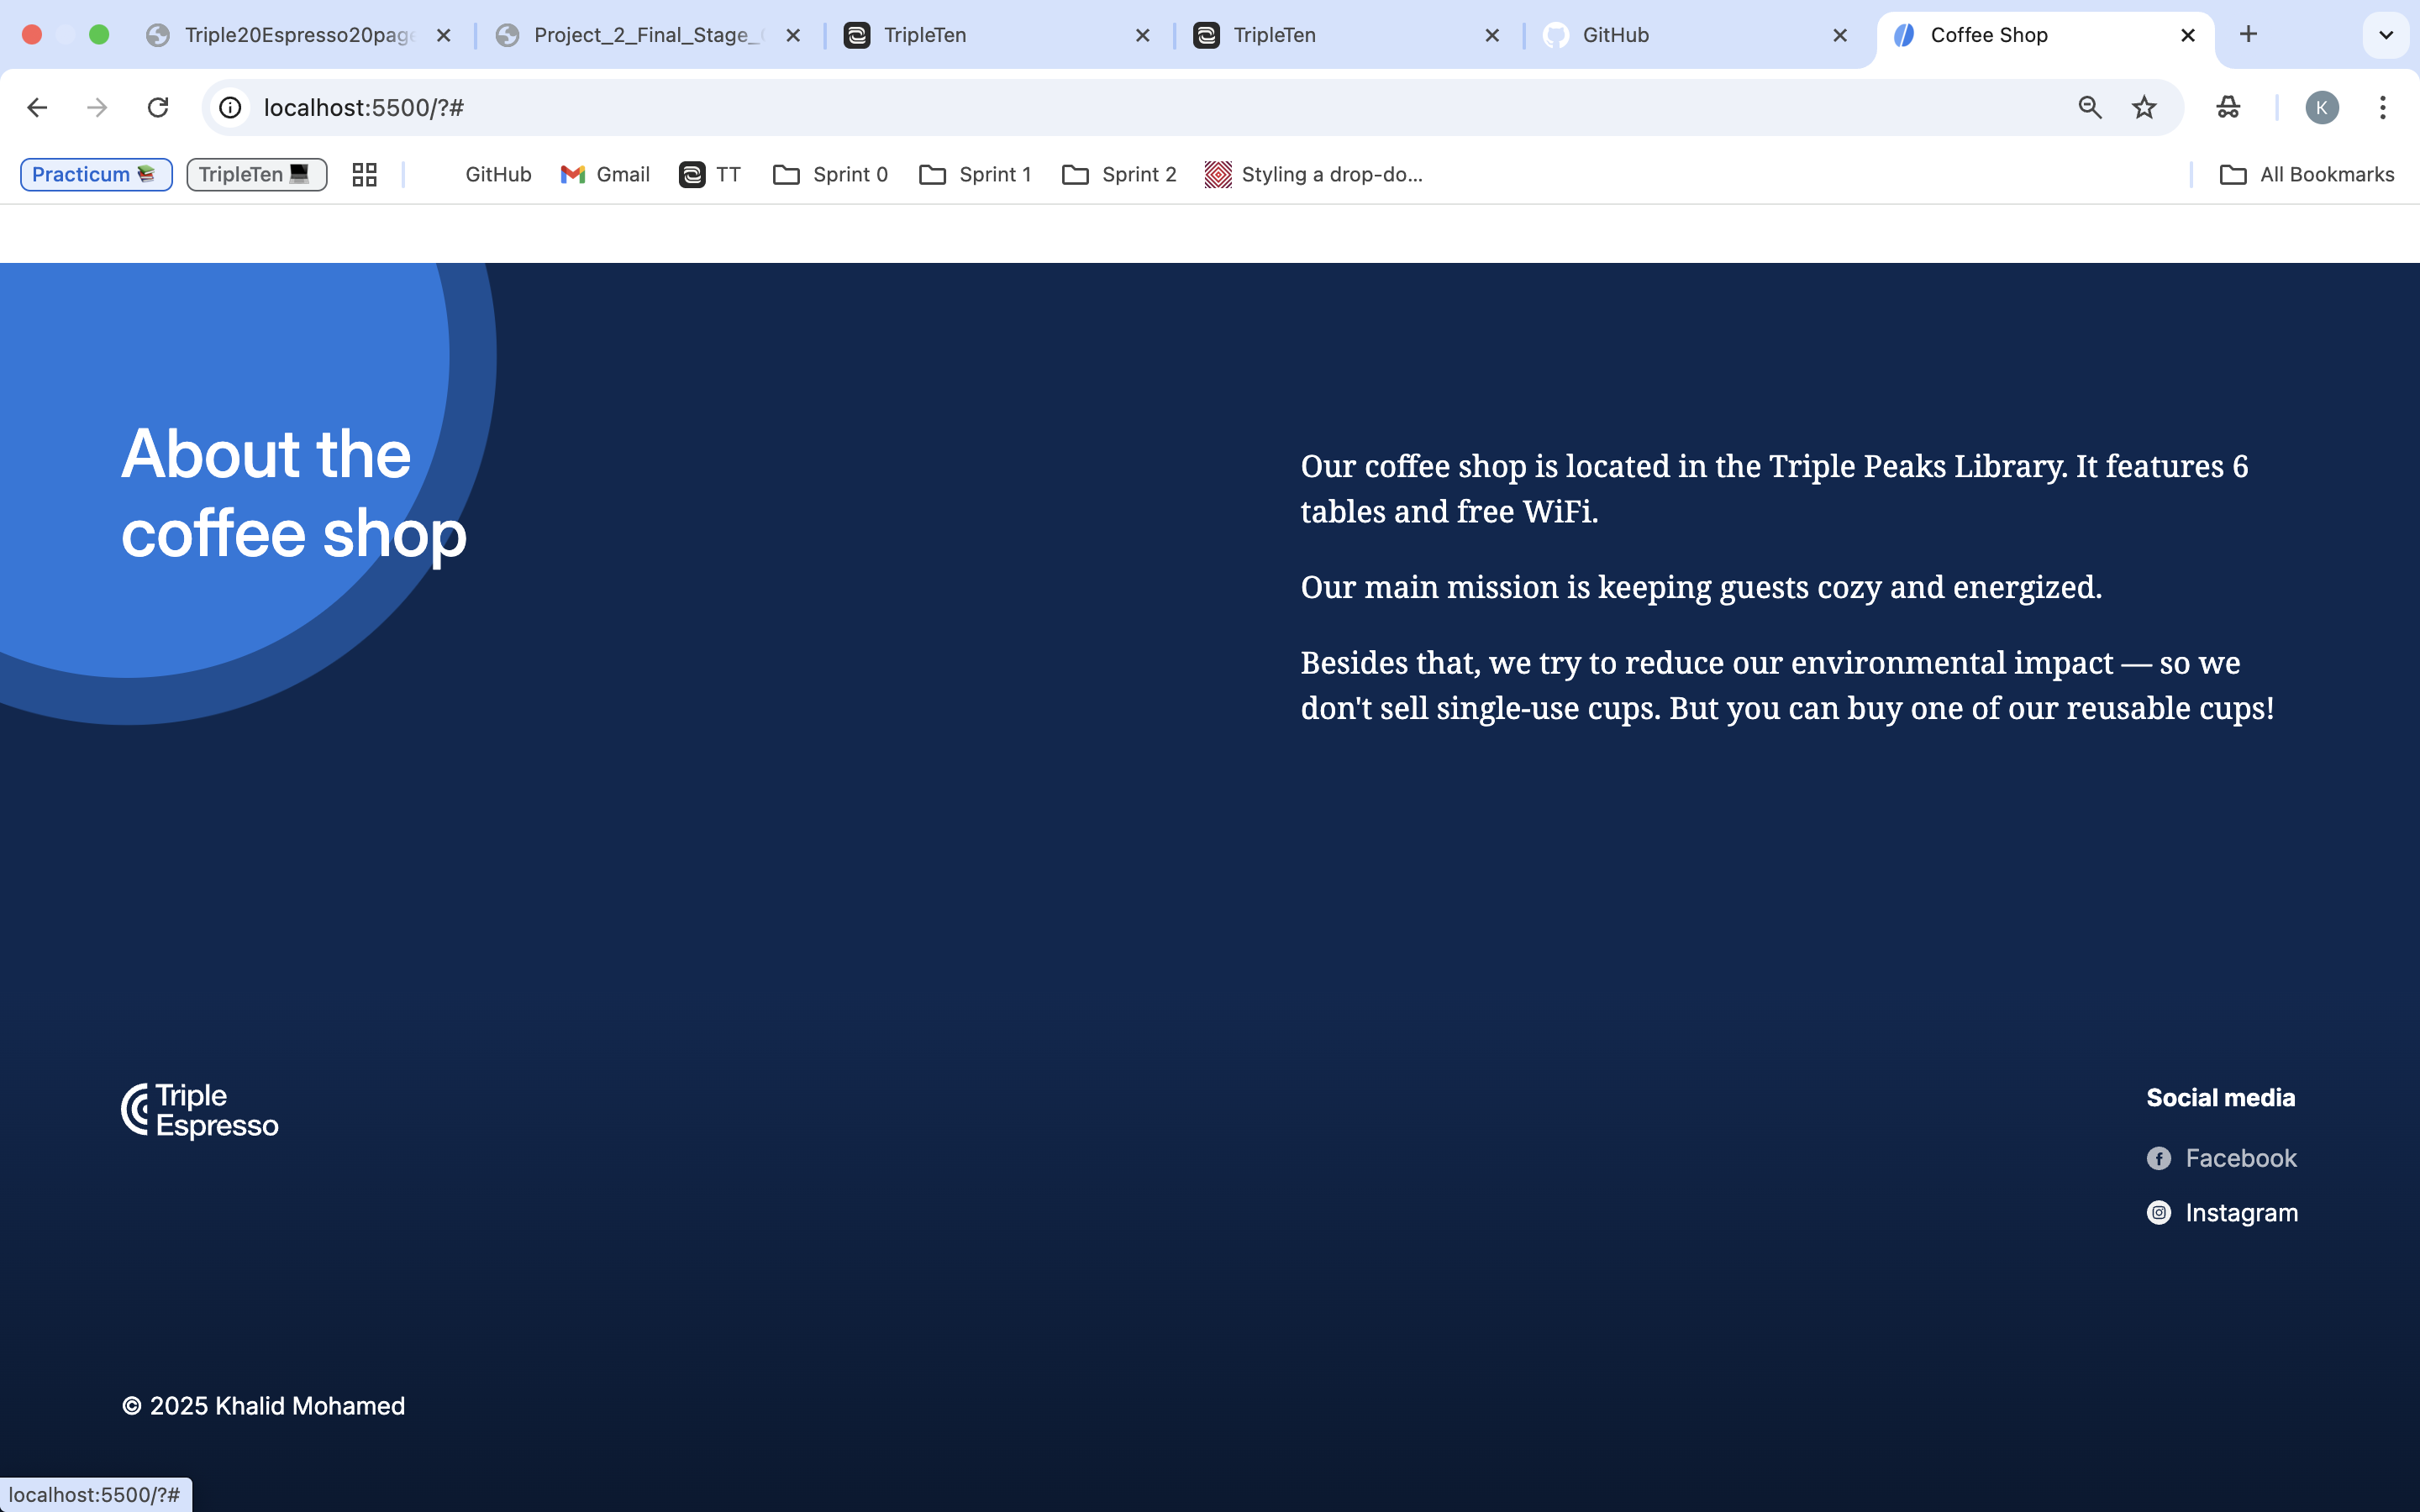 Triple20Espresso20page
Project_2_Final_Stage_
TripleTen
TripleTen
GitHub
Coffee Shop
localhost:5500/?#
K
Practicum 📚
TripleTen 💻
GitHub
Gmail
TT
Sprint 0
Sprint 1
Sprint 2
Styling a drop-do...
All Bookmarks
About the
coffee shop
Our coffee shop is located in the Triple Peaks Library. It features 6
tables and free WiFi.
Our main mission is keeping guests cozy and energized.
Besides that, we try to reduce our environmental impact — so we
don't sell single-use cups. But you can buy one of our reusable cups!
Triple
Espresso
Social media
Facebook
Instagram
© 2025 Khalid Mohamed
localhost:5500/?#